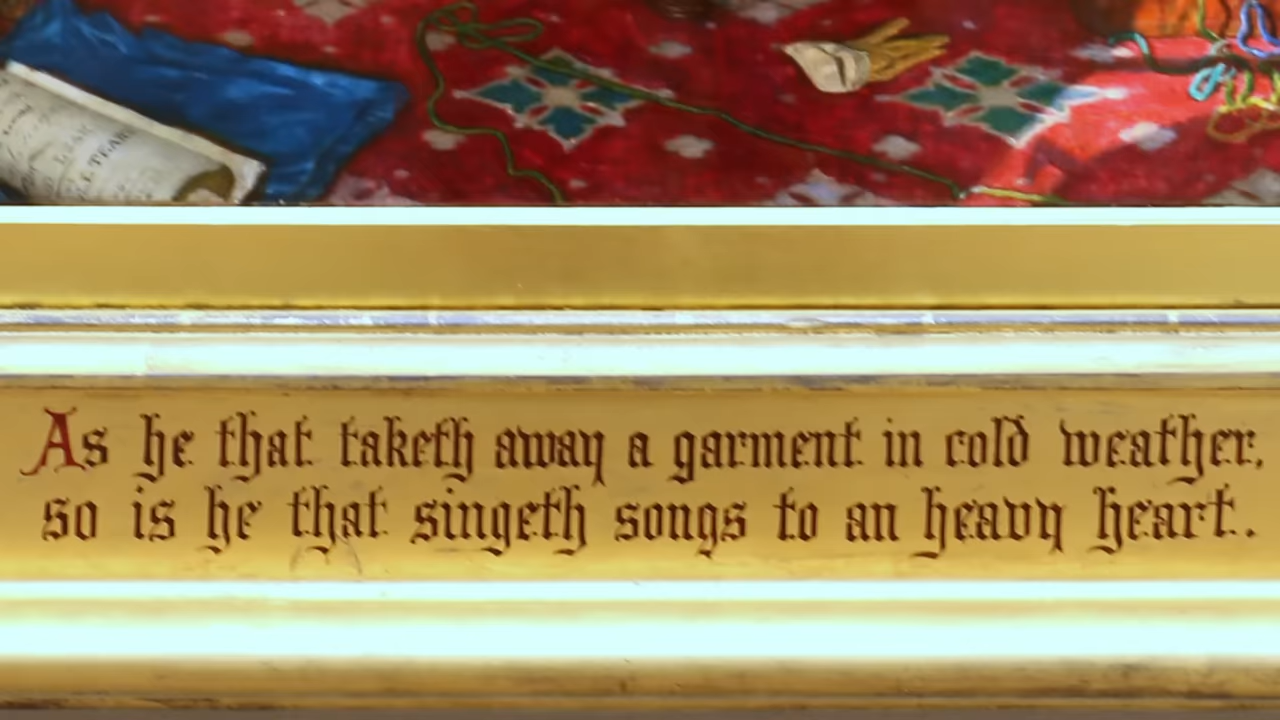 As he that taketh away a garment in cold weather,
so is he that singeth songs to an heavy heart..